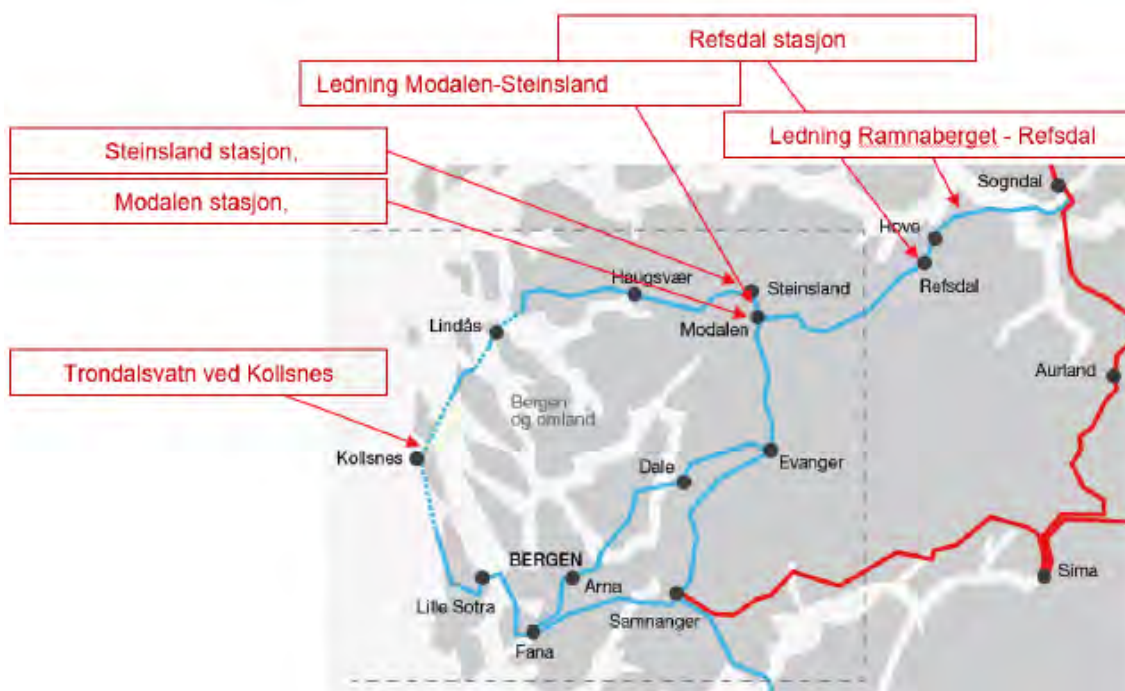 Refsdal stasjon
Ledning Modalen-Steinsland
Ledning Ramnaberget - Refsdal
Steinsland stasjon,
Modalen stasjon,
Sogndal
Hove
Refsdal
Haugsvær
Steinsland
Modalen
Lindås
Trondalsvatn ved Kollsnes
Aurland
Bergen
og omland
Kollsnes
Dale
Evanger
BERGEN
Arna
Sima
Lille Sotra
Samnanger
Fana